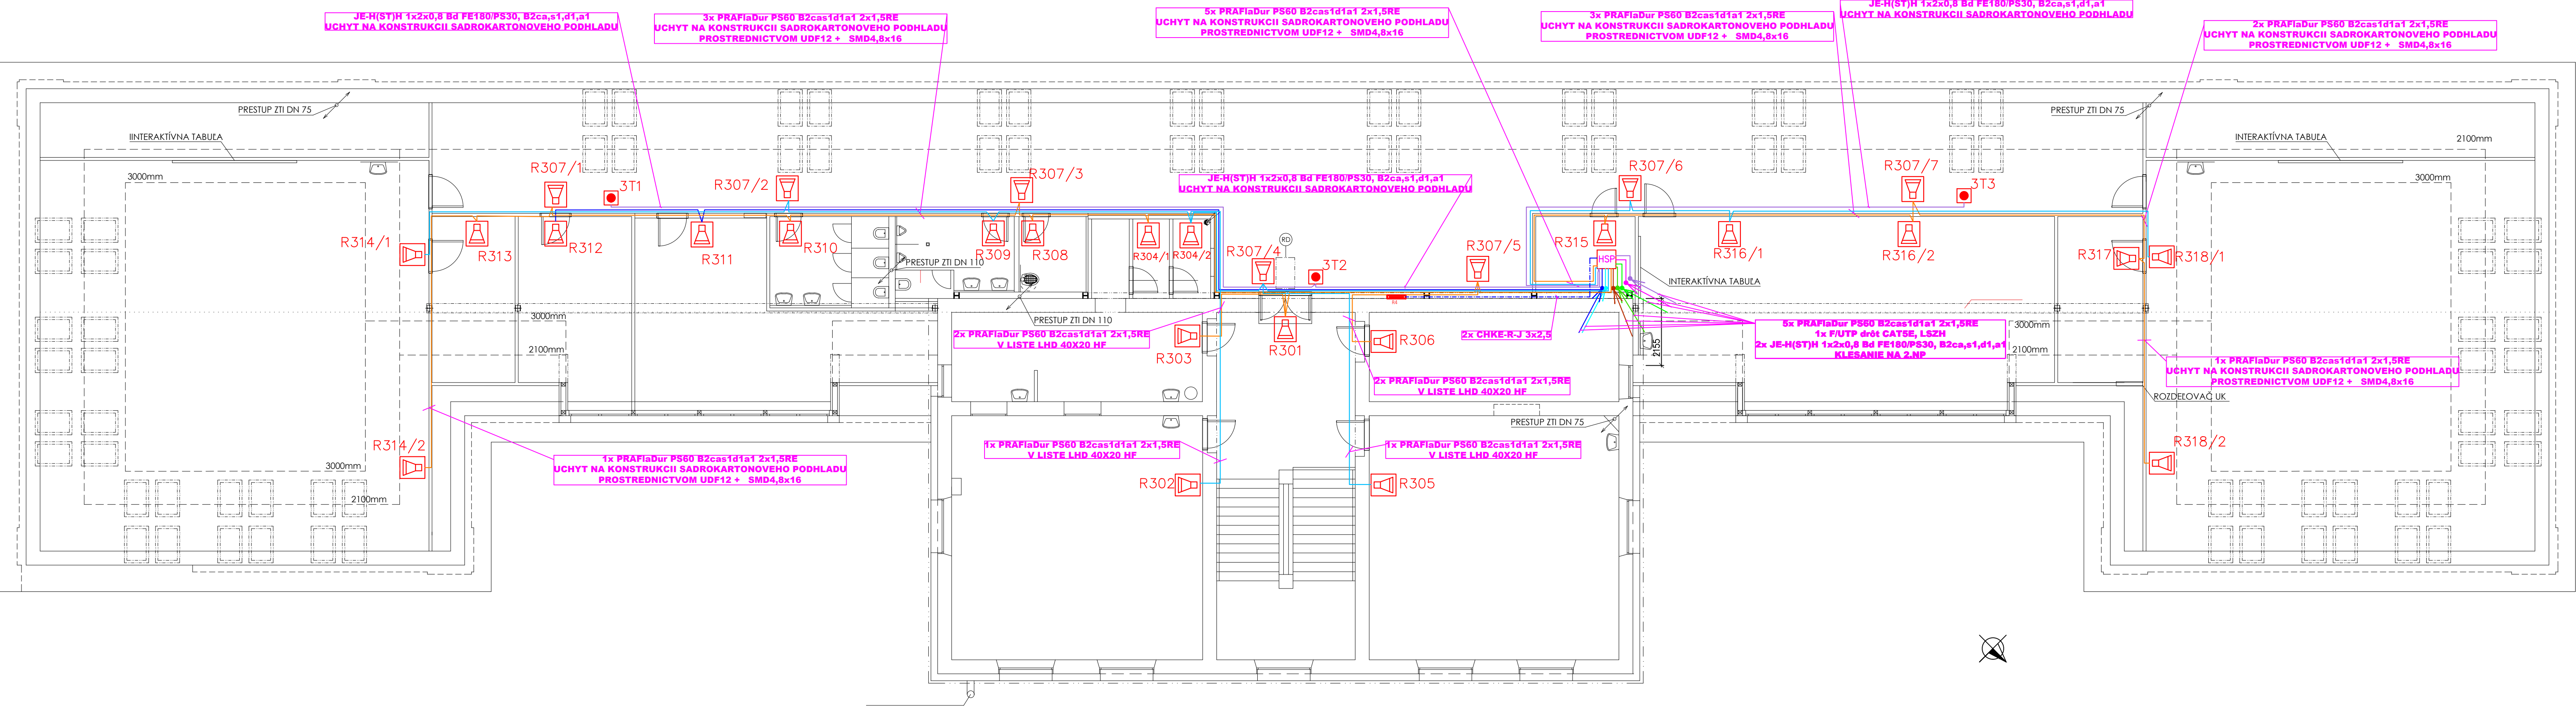 JE-H(ST)H 1x2x0,8 Bd FE180/PS30, B2ca,s1,d1,a1
UCHYT NA KONSTRUKCII SADROKARTONOVEHO PODHLADU
3x PRAFlaDur PS60 B2cas1d1a1 2x1,5RE
UCHYT NA KONSTRUKCII SADROKARTONOVEHO PODHLADU
PROSTREDNICTVOM UDF12 + SMD4,8x16
5x PRAFlaDur PS60 B2cas1d1a1 2x1,5RE
UCHYT NA KONSTRUKCII SADROKARTONOVEHO PODHLADU
PROSTREDNICTVOM UDF12 + SMD4,8x16
3x PRAFlaDur PS60 B2cas1d1a1 2x1,5RE
UCHYT NA KONSTRUKCII SADROKARTONOVEHO PODHLADU
PROSTREDNICTVOM UDF12 + SMD4,8x16
JE-H(ST)H 1x2x0,8 Bd FE180/PS30, B2ca,s1,d1,a1
UCHYT NA KONSTRUKCII SADROKARTONOVEHO PODHLADU
2x PRAFlaDur PS60 B2cas1d1a1 2x1,5RE
UCHYT NA KONSTRUKCII SADROKARTONOVEHO PODHLADU
PROSTREDNICTVOM UDF12 + SMD4,8x16
PRESTUP ZTI DN 75
PRESTUP ZTI DN 75
IINTERAKTÍVNA TABUĽA
INTERAKTÍVNA TABUĽA
2100mm
3000mm
3000mm
R307/1
3T1
R307/2
R307/3
JE-H(ST)H 1x2x0,8 Bd FE180/PS30, B2ca,s1,d1,a1
UCHYT NA KONSTRUKCII SADROKARTONOVEHO PODHLADU
R307/6
R307/7
3T3
R314/1
R313
R312
R311
R310
R309
R308
R304/1
R304/2
R307/4
RD
3T2
R307/5
R315
HSP
R316/1
R316/2
R317
R318/1
PRESTUP ZTI DN 110
INTERAKTÍVNA TABUĽA
3000mm
2100mm
PRESTUP ZTI DN 110
2x PRAFlaDur PS60 B2cas1d1a1 2x1,5RE
V LISTE LHD 40X20 HF
R303
R301
R306
2x CHKE-R-J 3x2,5
2155
5x PRAFlaDur PS60 B2cas1d1a1 2x1,5RE
1x F/UTP drôt CAT5E, LSZH
2x JE-H(ST)H 1x2x0,8 Bd FE180/PS30, B2ca,s1,d1,a1
KLESANIE NA 2.NP
3000mm
2100mm
2x PRAFlaDur PS60 B2cas1d1a1 2x1,5RE
V LISTE LHD 40X20 HF
1x PRAFlaDur PS60 B2cas1d1a1 2x1,5RE
UCHYT NA KONSTRUKCII SADROKARTONOVEHO PODHLADU
PROSTREDNICTVOM UDF12 + SMD4,8x16
ROZDEĽOVAČ UK
PRESTUP ZTI DN 75
R314/2
3000mm
2100mm
1x PRAFlaDur PS60 B2cas1d1a1 2x1,5RE
UCHYT NA KONSTRUKCII SADROKARTONOVEHO PODHLADU
PROSTREDNICTVOM UDF12 + SMD4,8x16
1x PRAFlaDur PS60 B2cas1d1a1 2x1,5RE
V LISTE LHD 40X20 HF
1x PRAFlaDur PS60 B2cas1d1a1 2x1,5RE
V LISTE LHD 40X20 HF
R302
R305
R318/2